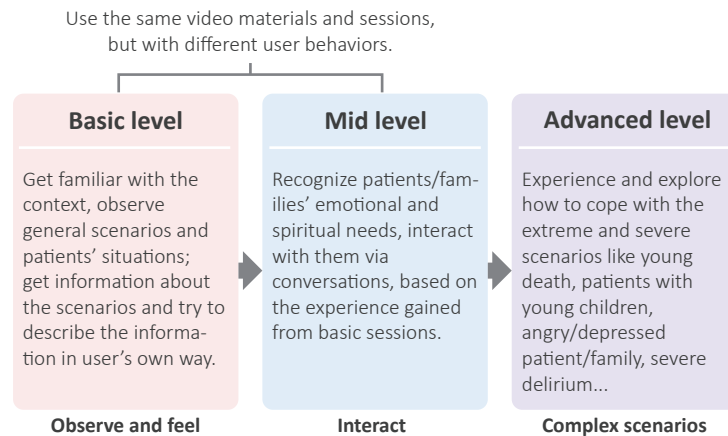 Use the same video materials and sessions,
but with different user behaviors.
Basic level
Get familiar with the
context, observe
general scenarios and
patients' situations;
get information about
the scenarios and try to
describe the informa-
tion in user's own way.
Observe and feel
Mid level
Recognize patients/fam-
ilies' emotional and
spiritual needs, interact
with them via
conversations, based on
the experience gained
from basic sessions.
Interact
Advanced level
Experience and explore
how to cope with the
extreme and severe
scenarios like young
death, patients with
young children,
angry/depressed
patient/family, severe
delirium...
Complex scenarios